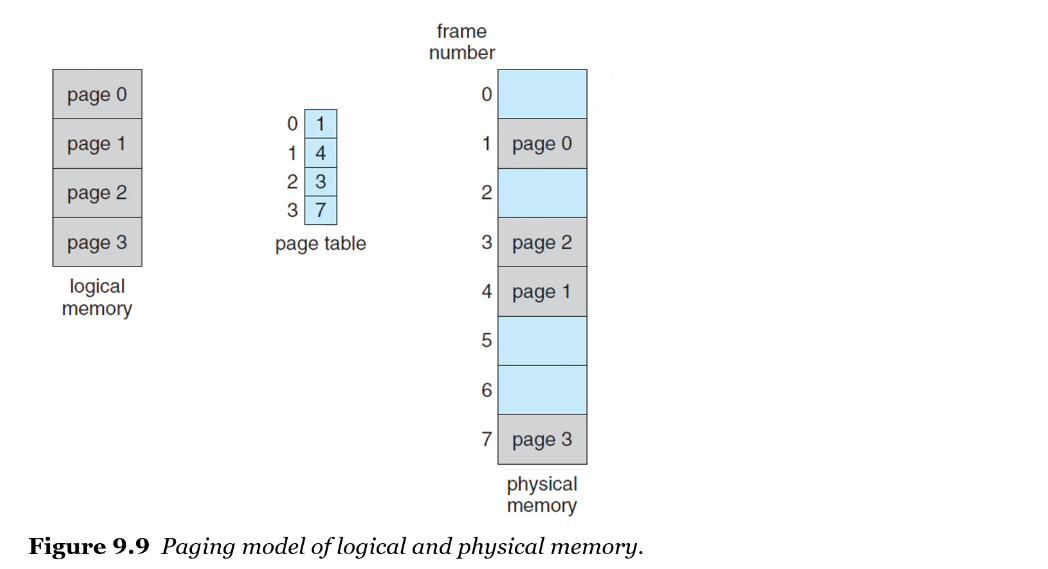 frame
number
page 0
page 1
page 2
page 3
logical
memory
0 1
1 4
2 3
3 7
page table
0
1 page 0
2
3 page 2
4 page 1
5
6
7 page 3
physical
memory
Figure 9.9 Paging model of logical and physical memory.